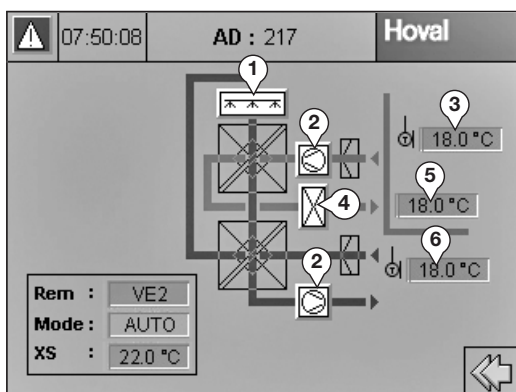 07:50:08 AD : 217 Hoval
1
2
3
18.0 °C
4
5
18.0 °C
6
18.0 °C
2
Rem : VE2
Mode : AUTO
XS : 22.0 °C